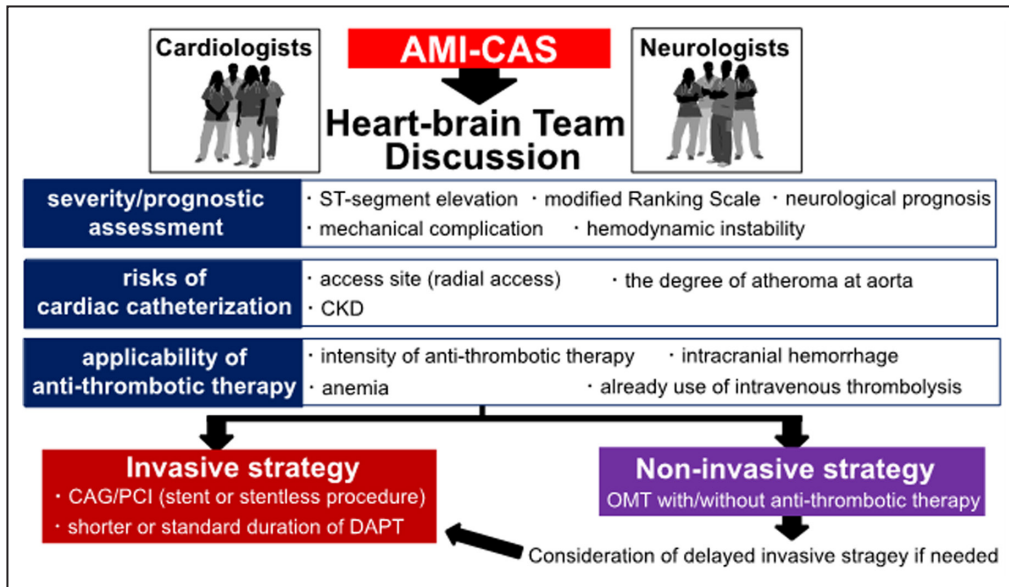 Cardiologists
AMI-CAS
Neurologists
Heart-brain Team
Discussion
severity/prognostic
assessment
・ST-segment elevation ・modified Ranking Scale ・neurological prognosis
・mechanical complication ・hemodynamic instability
risks of
cardiac catheterization
・access site (radial access) ・the degree of atheroma at aorta
・CKD
applicability of
anti-thrombotic therapy
・intensity of anti-thrombotic therapy ・intracranial hemorrhage
・anemia ・already use of intravenous thrombolysis
Invasive strategy
・CAG/PCI (stent or stentless procedure)
・shorter or standard duration of DAPT
Non-invasive strategy
OMT with/without anti-thrombotic therapy
Consideration of delayed invasive stragey if needed